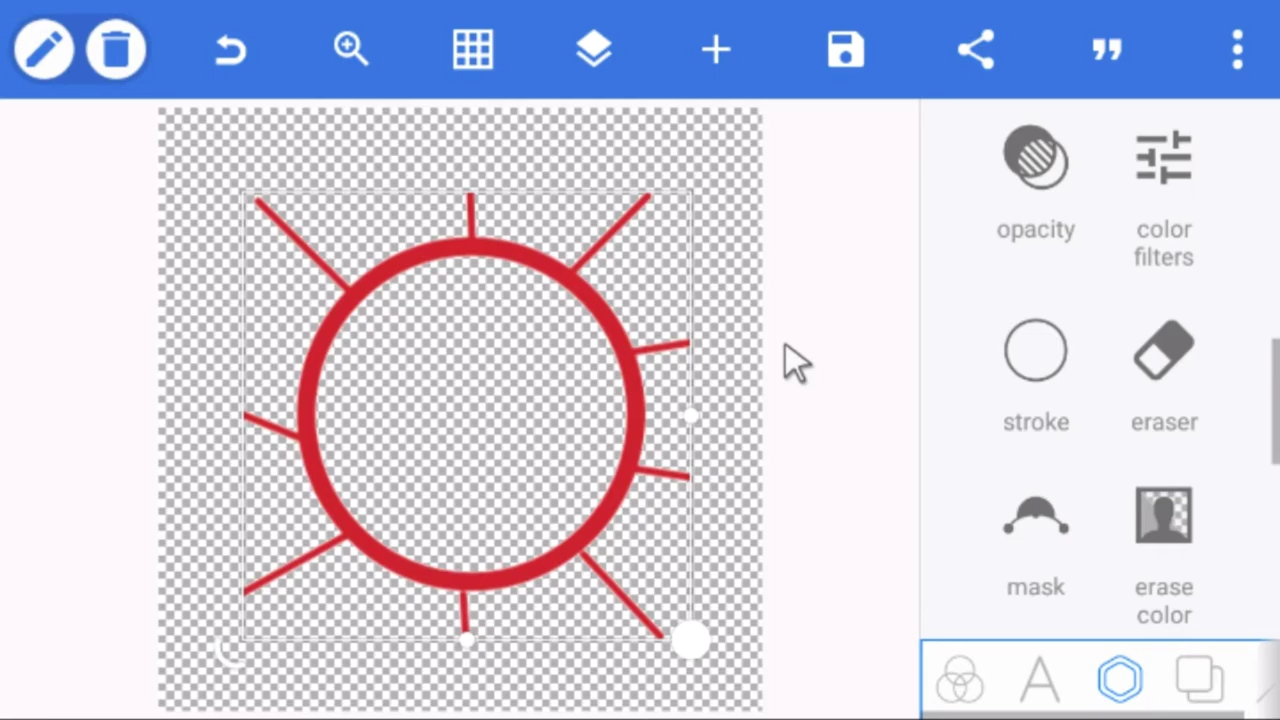 opacity
color
filters
stroke
eraser
mask
erase
color